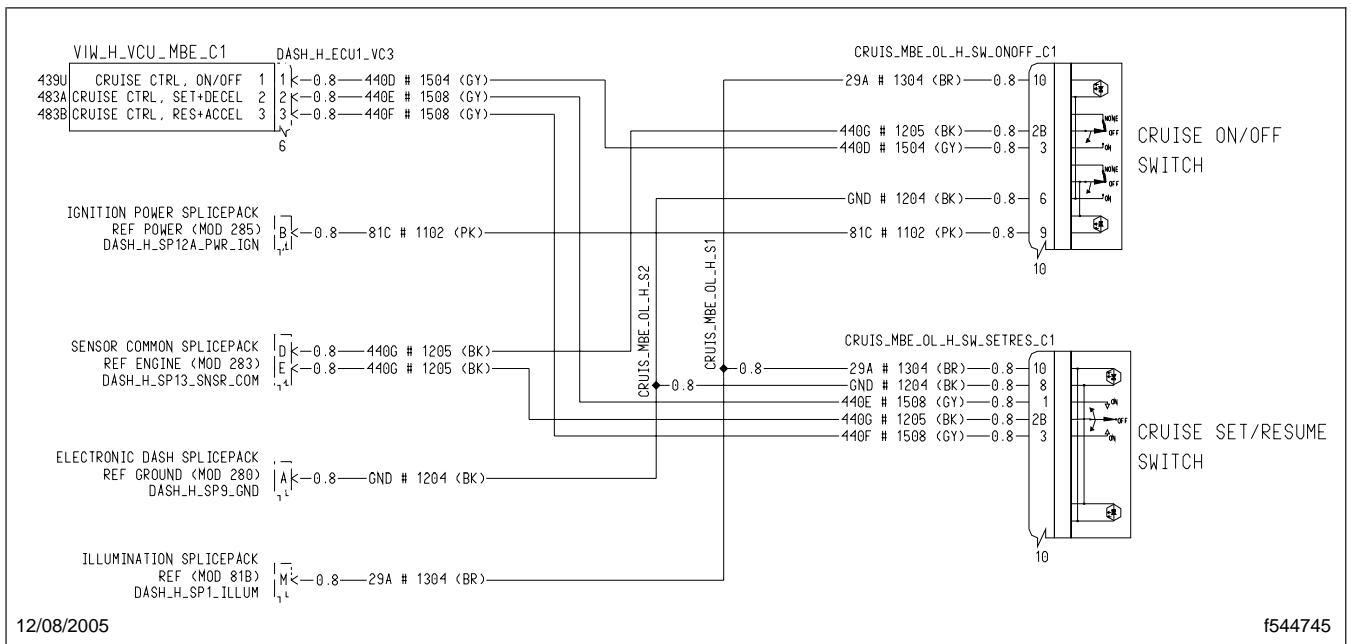 VIW_H_VCU_MBE_C1 DASH_H_ECU1_VC3
439U CRUISE CTRL, ON/OFF 1 1 0.8 440D # 1504 (GY)
483A CRUISE CTRL, SET+DECEL 2 2 0.8 440E # 1508 (GY)
483B CRUISE CTRL, RES+ACCEL 3 3 0.8 440F # 1508 (GY)
6
IGNITION POWER SPLICEPACK
REF POWER (MOD 285) B 0.8 81C # 1102 (PK)
DASH_H_SP12A_PWR_IGN
SENSOR COMMON SPLICEPACK D 0.8 440G # 1205 (BK)
REF ENGINE (MOD 283) E 0.8 440G # 1205 (BK)
DASH_H_SP13_SNSR_COM
ELECTRONIC DASH SPLICEPACK
REF GROUND (MOD 280) A 0.8 GND # 1204 (BK)
DASH_H_SP9_GND
ILLUMINATION SPLICEPACK
REF (MOD 81B) M 0.8 29A # 1304 (BR)
DASH_H_SP1_ILLUM
CRUIS_MBE_OL_H_S2
CRUIS_MBE_OL_H_S1
0.8
0.8
CRUIS_MBE_OL_H_SW_ONOFF_C1
29A # 1304 (BR) 0.8 10
440G # 1205 (BK) 0.8 2B
440D # 1504 (GY) 0.8 3
GND # 1204 (BK) 0.8 6
81C # 1102 (PK) 0.8 9
10
NONE
OFF
ON
NONE
OFF
ON
CRUISE ON/OFF
SWITCH
CRUIS_MBE_OL_H_SW_SETRES_C1
29A # 1304 (BR) 0.8 10
GND # 1204 (BK) 0.8 8
440E # 1508 (GY) 0.8 1
440G # 1205 (BK) 0.8 2B
440F # 1508 (GY) 0.8 3
10
ON
OFF
ON
CRUISE SET/RESUME
SWITCH
12/08/2005
f544745